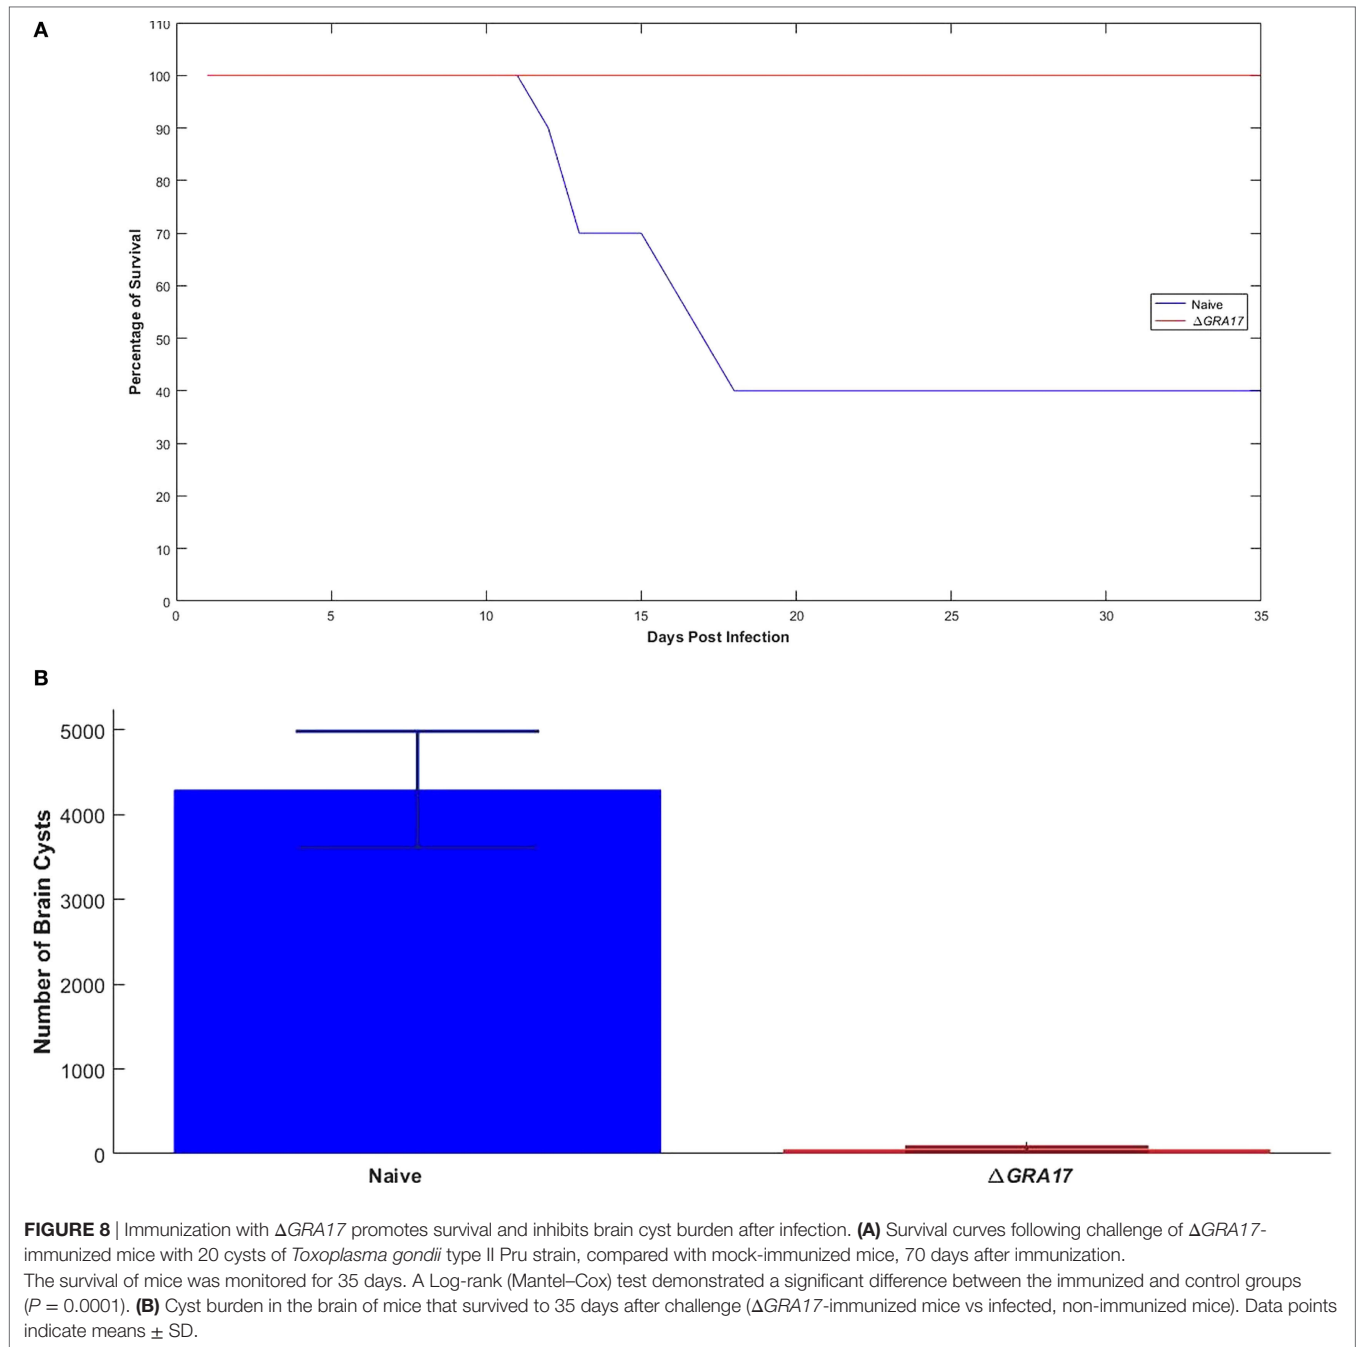 A
110
100
90
80
70
60
50
40
30
20
10
0
Percentage of Survival
Naive
ΔGRA17
0 5 10 15 20 25 30 35
Days Post Infection
B
5000
4000
3000
2000
1000
0
Number of Brain Cysts
Naive ΔGRA17
FIGURE 8 | Immunization with ΔGRA17 promotes survival and inhibits brain cyst burden after infection. (A) Survival curves following challenge of ΔGRA17-
immunized mice with 20 cysts of Toxoplasma gondii type II Pru strain, compared with mock-immunized mice, 70 days after immunization.
The survival of mice was monitored for 35 days. A Log-rank (Mantel–Cox) test demonstrated a significant difference between the immunized and control groups
(P = 0.0001). (B) Cyst burden in the brain of mice that survived to 35 days after challenge (ΔGRA17-immunized mice vs infected, non-immunized mice). Data points
indicate means ± SD.